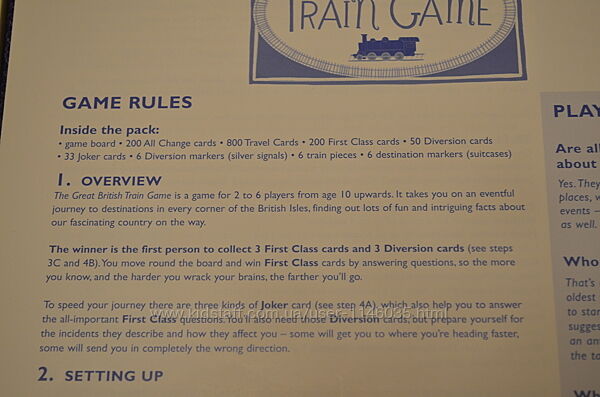 TRAIN GAME
GAME RULES
Inside the pack:
• game board • 200 All Change cards • 800 Travel Cards • 200 First Class cards • 50 Diversion cards
• 33 Joker cards • 6 Diversion markers (silver signals) • 6 train pieces • 6 destination markers (suitcases)
1. OVERVIEW
The Great British Train Game is a game for 2 to 6 players from age 10 upwards. It takes you on an eventful
journey to destinations in every corner of the British Isles, finding out lots of fun and intriguing facts about
our fascinating country on the way.
The winner is the first person to collect 3 First Class cards and 3 Diversion cards (see steps
3C and 4B). You move round the board and win First Class cards by answering questions, so the more
you know, and the harder you wrack your brains, the farther you'll go.
To speed your journey there are three kinds of Joker card (see step 4A), which also help you to answer
the all-important First Class questions. You'll also need those Diversion cards, but prepare yourself for
the incidents they describe and how they affect you – some will get you to where you're heading faster,
some will send you in completely the wrong direction.
2. SETTING UP
PLAY
Are all
about
Yes. They
places, w
events –
as well.
Who
That's
oldest
to star
sugges
an an
the ta
www.kidstaff.com.ua/user-1146035.html